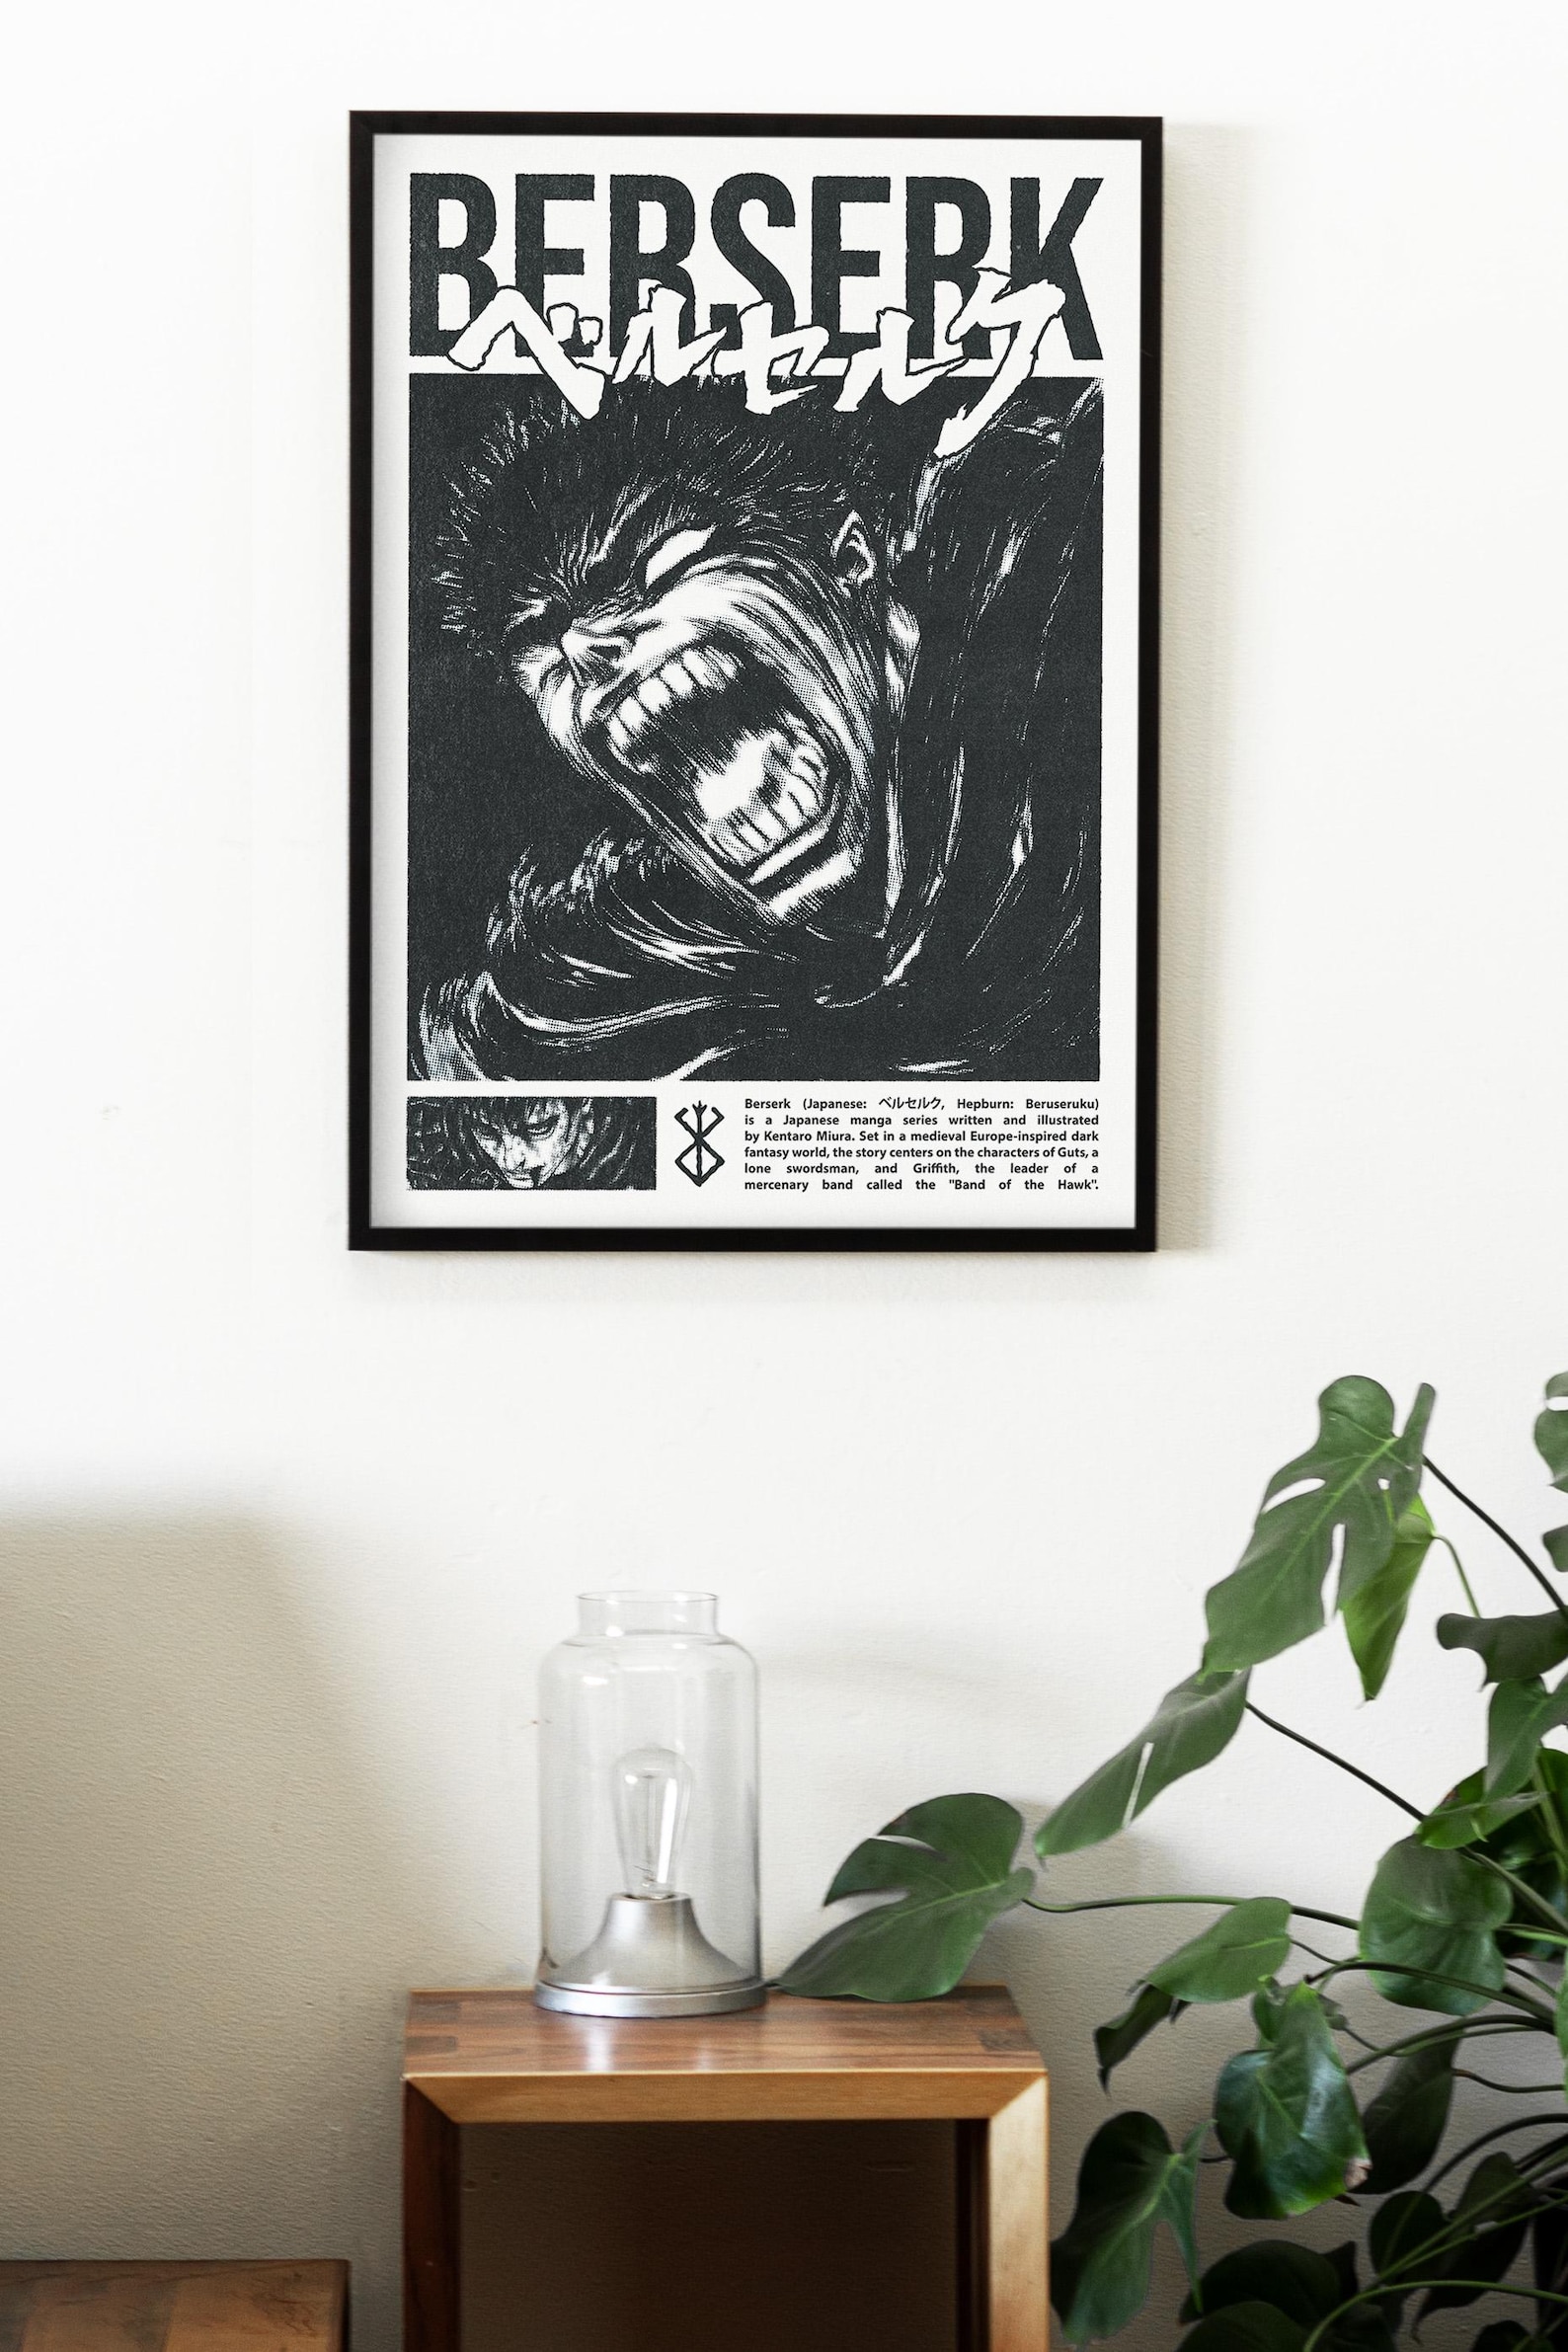 BERSERK
ベルセルク
Berserk (Japanese: ベルセルク, Hepburn: Beruseruku)
is a Japanese manga series written and illustrated
by Kentaro Miura. Set in a medieval Europe-inspired dark
fantasy world, the story centers on the characters of Guts, a
lone swordsman, and Griffith, the leader of a
mercenary band called the "Band of the Hawk".